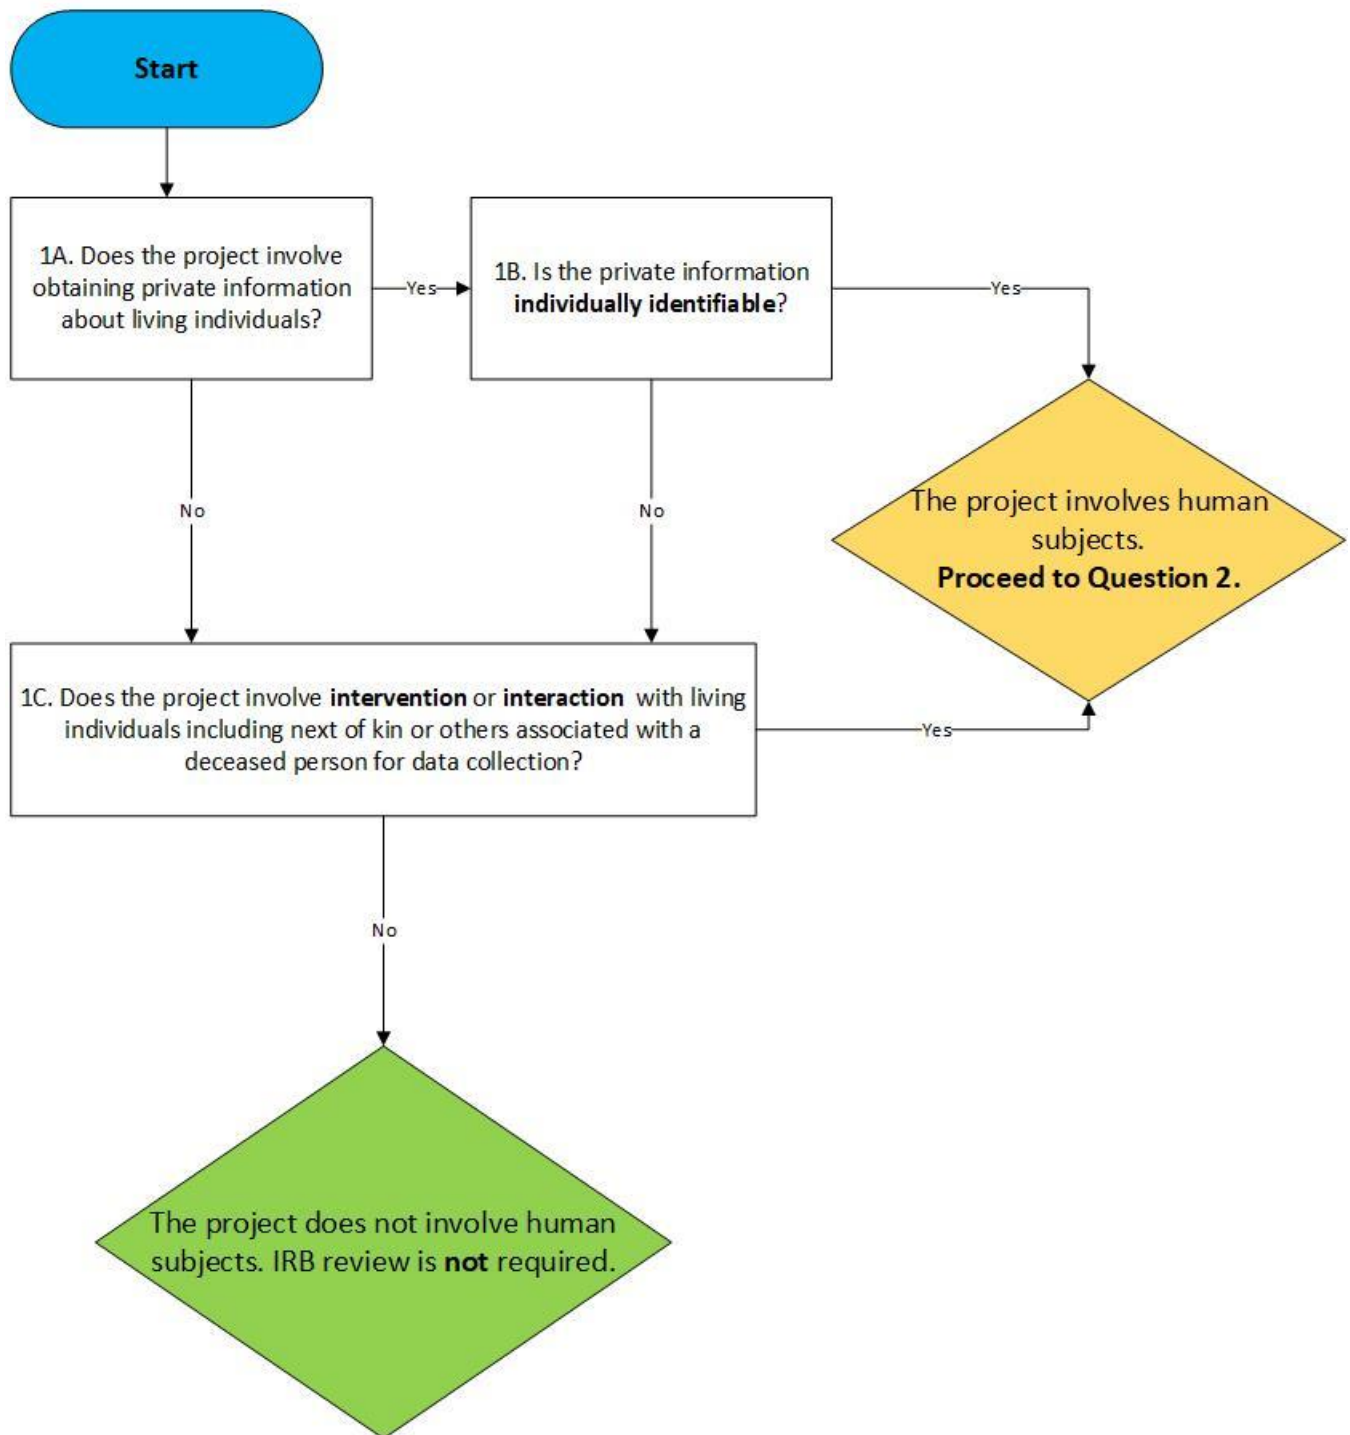 Start
1A. Does the project involve
obtaining private information
about living individuals?
Yes
1B. Is the private information
individually identifiable?
Yes
No
No
The project involves human
subjects.
Proceed to Question 2.
1C. Does the project involve intervention or interaction with living
individuals including next of kin or others associated with a
deceased person for data collection?
Yes
No
The project does not involve human
subjects. IRB review is not required.